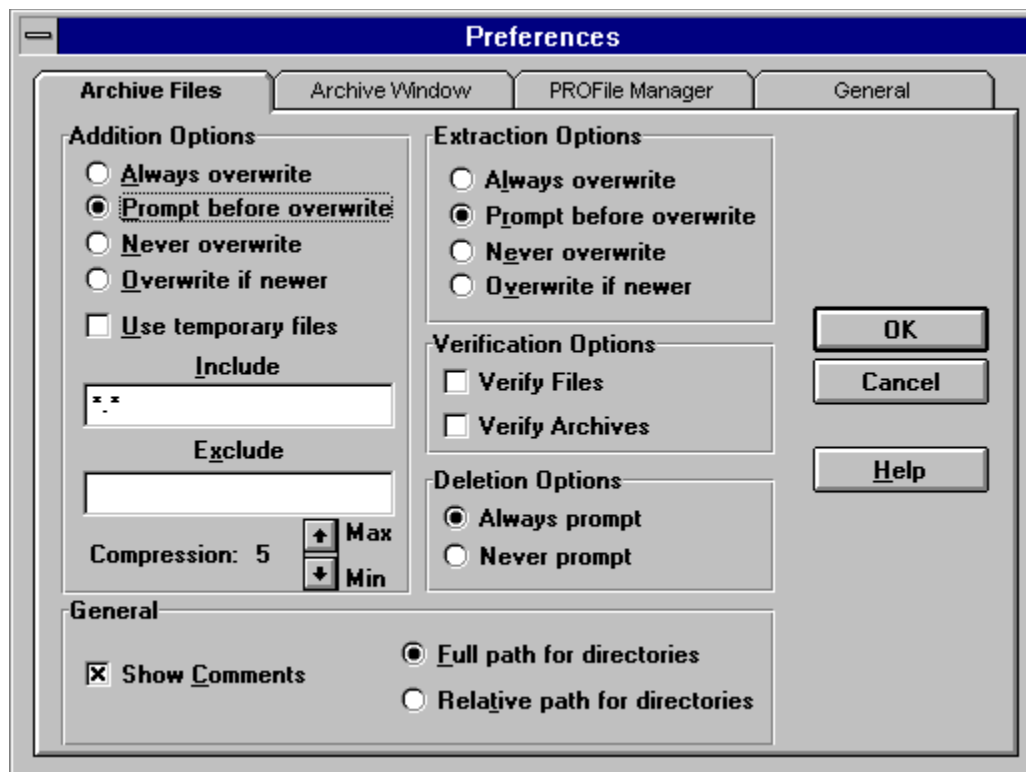 Preferences
Archive Files
Archive Window
PROFile Manager
General
Addition Options
Always overwrite
Prompt before overwrite
Never overwrite
Overwrite if newer
Use temporary files
Include
*.*
Exclude
Compression: 5
Max
Min
Extraction Options
Always overwrite
Prompt before overwrite
Never overwrite
Overwrite if newer
Verification Options
Verify Files
Verify Archives
Deletion Options
Always prompt
Never prompt
General
Show Comments
Full path for directories
Relative path for directories
OK
Cancel
Help